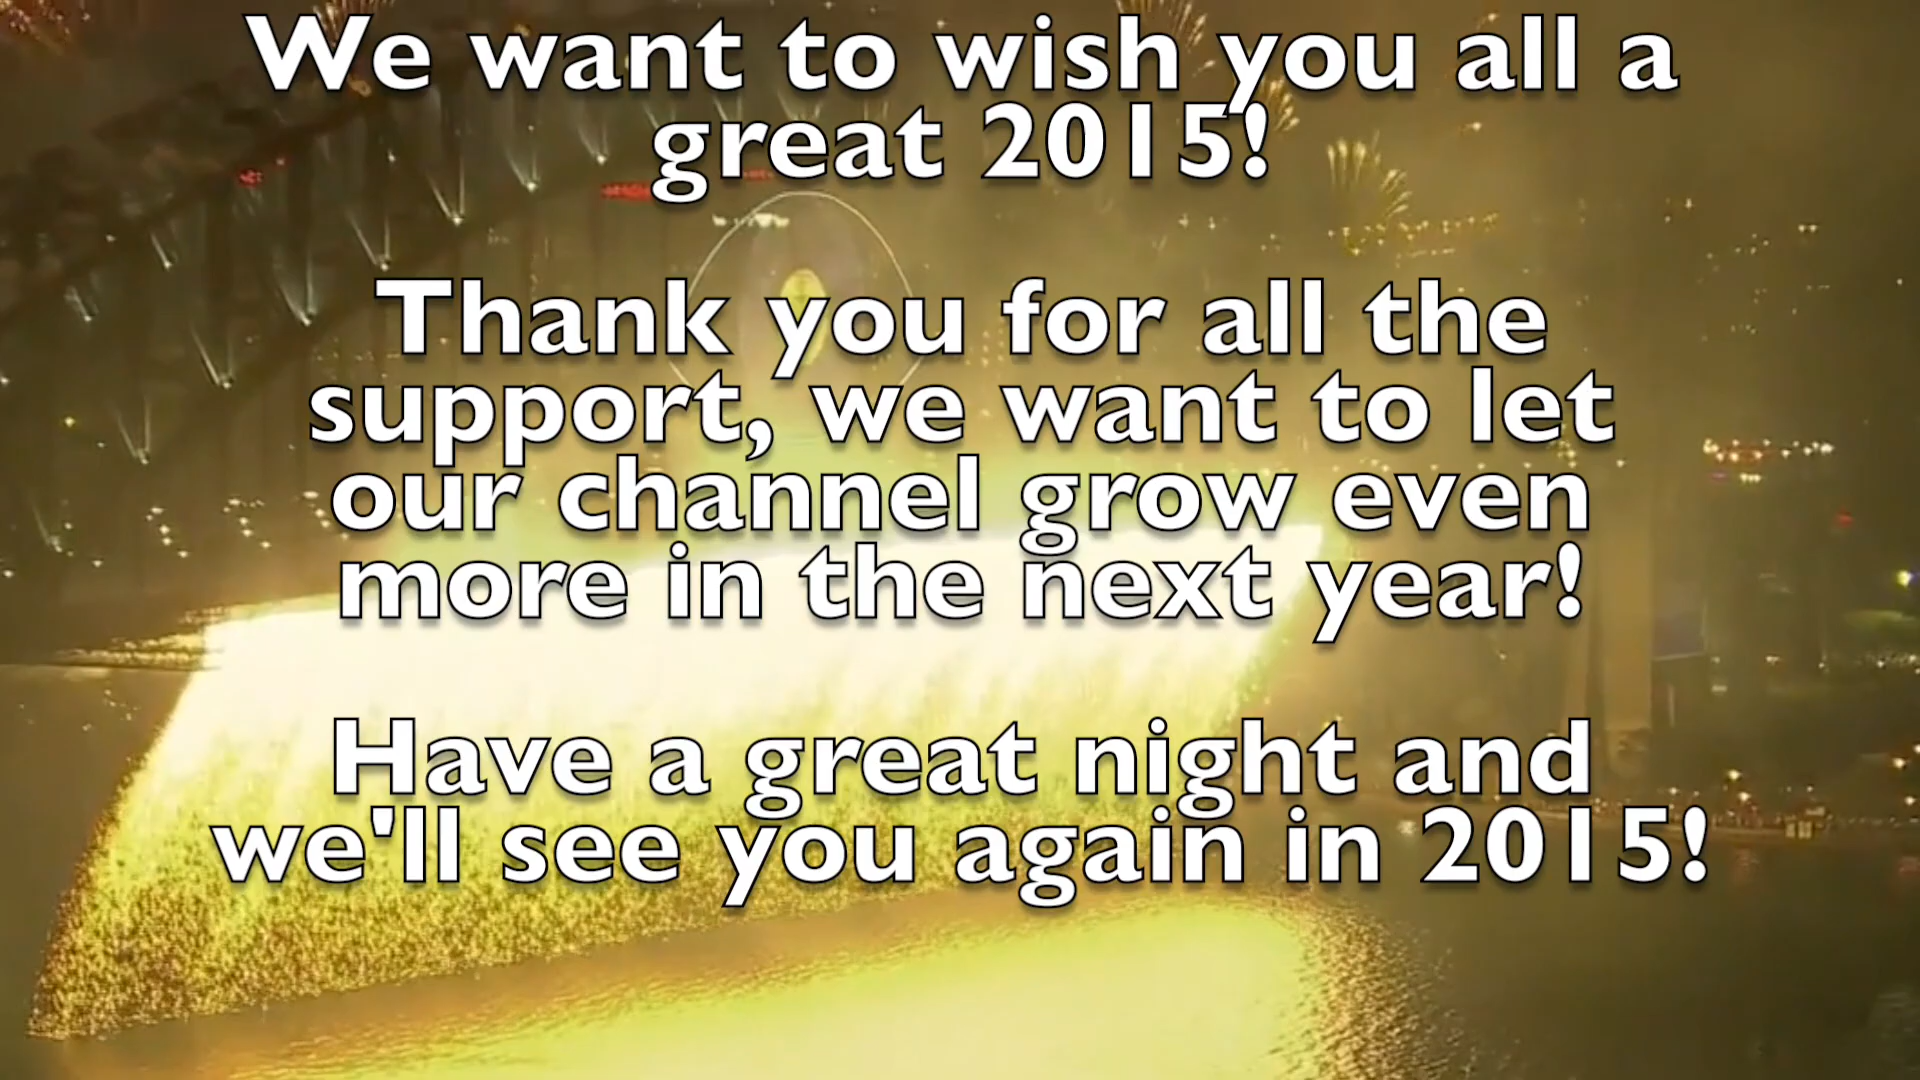 We want to wish you all a
great 2015!
Thank you for all the
support, we want to let
our channel grow even
more in the next year!
Have a great night and
we'll see you again in 2015!